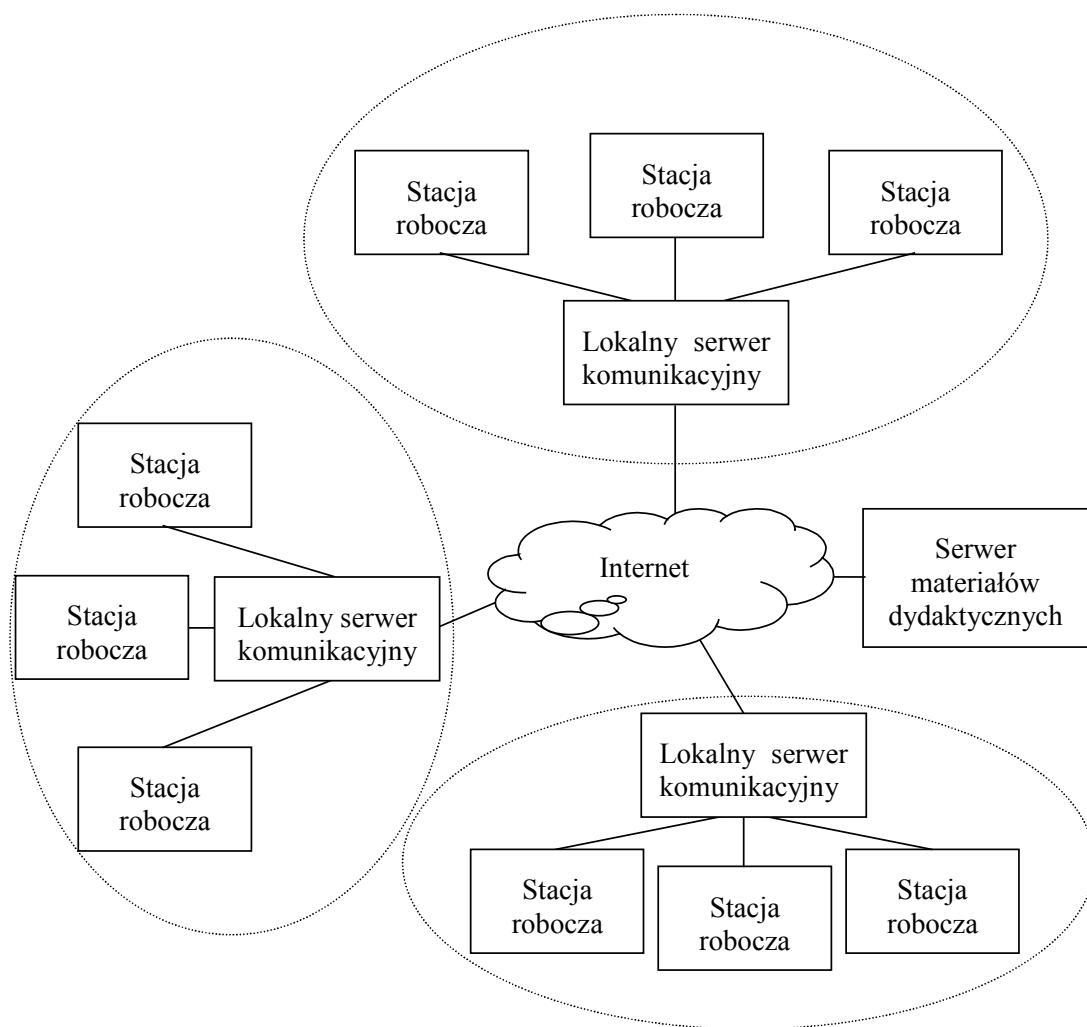 Stacja
robocza
Stacja
robocza
Stacja
robocza
Lokalny serwer
komunikacyjny
Stacja
robocza
Stacja
robocza
Lokalny serwer
komunikacyjny
Stacja
robocza
Internet
Serwer
materiałów
dydaktycznych
Lokalny serwer
komunikacyjny
Stacja
robocza
Stacja
robocza
Stacja
robocza